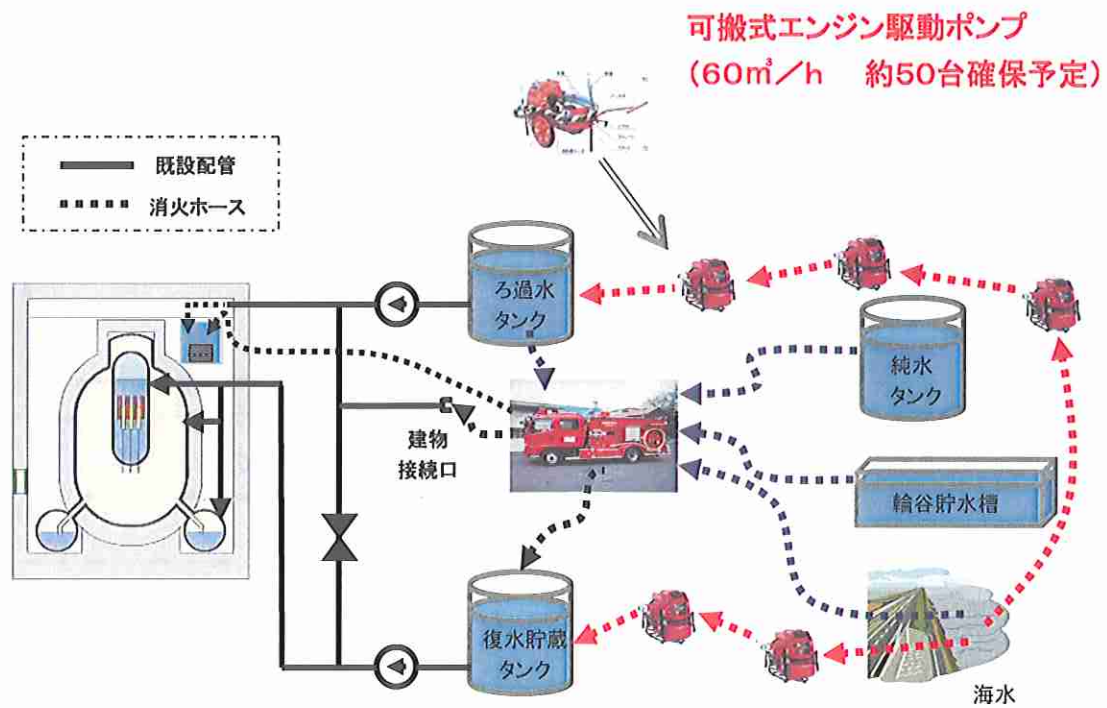 可搬式エンジン駆動ポンプ
(60㎥/h 約50台確保予定)
既設配管
消火ホース
ろ過水
タンク
純水
タンク
建物
接続口
輪谷貯水槽
復水貯蔵
タンク
海水